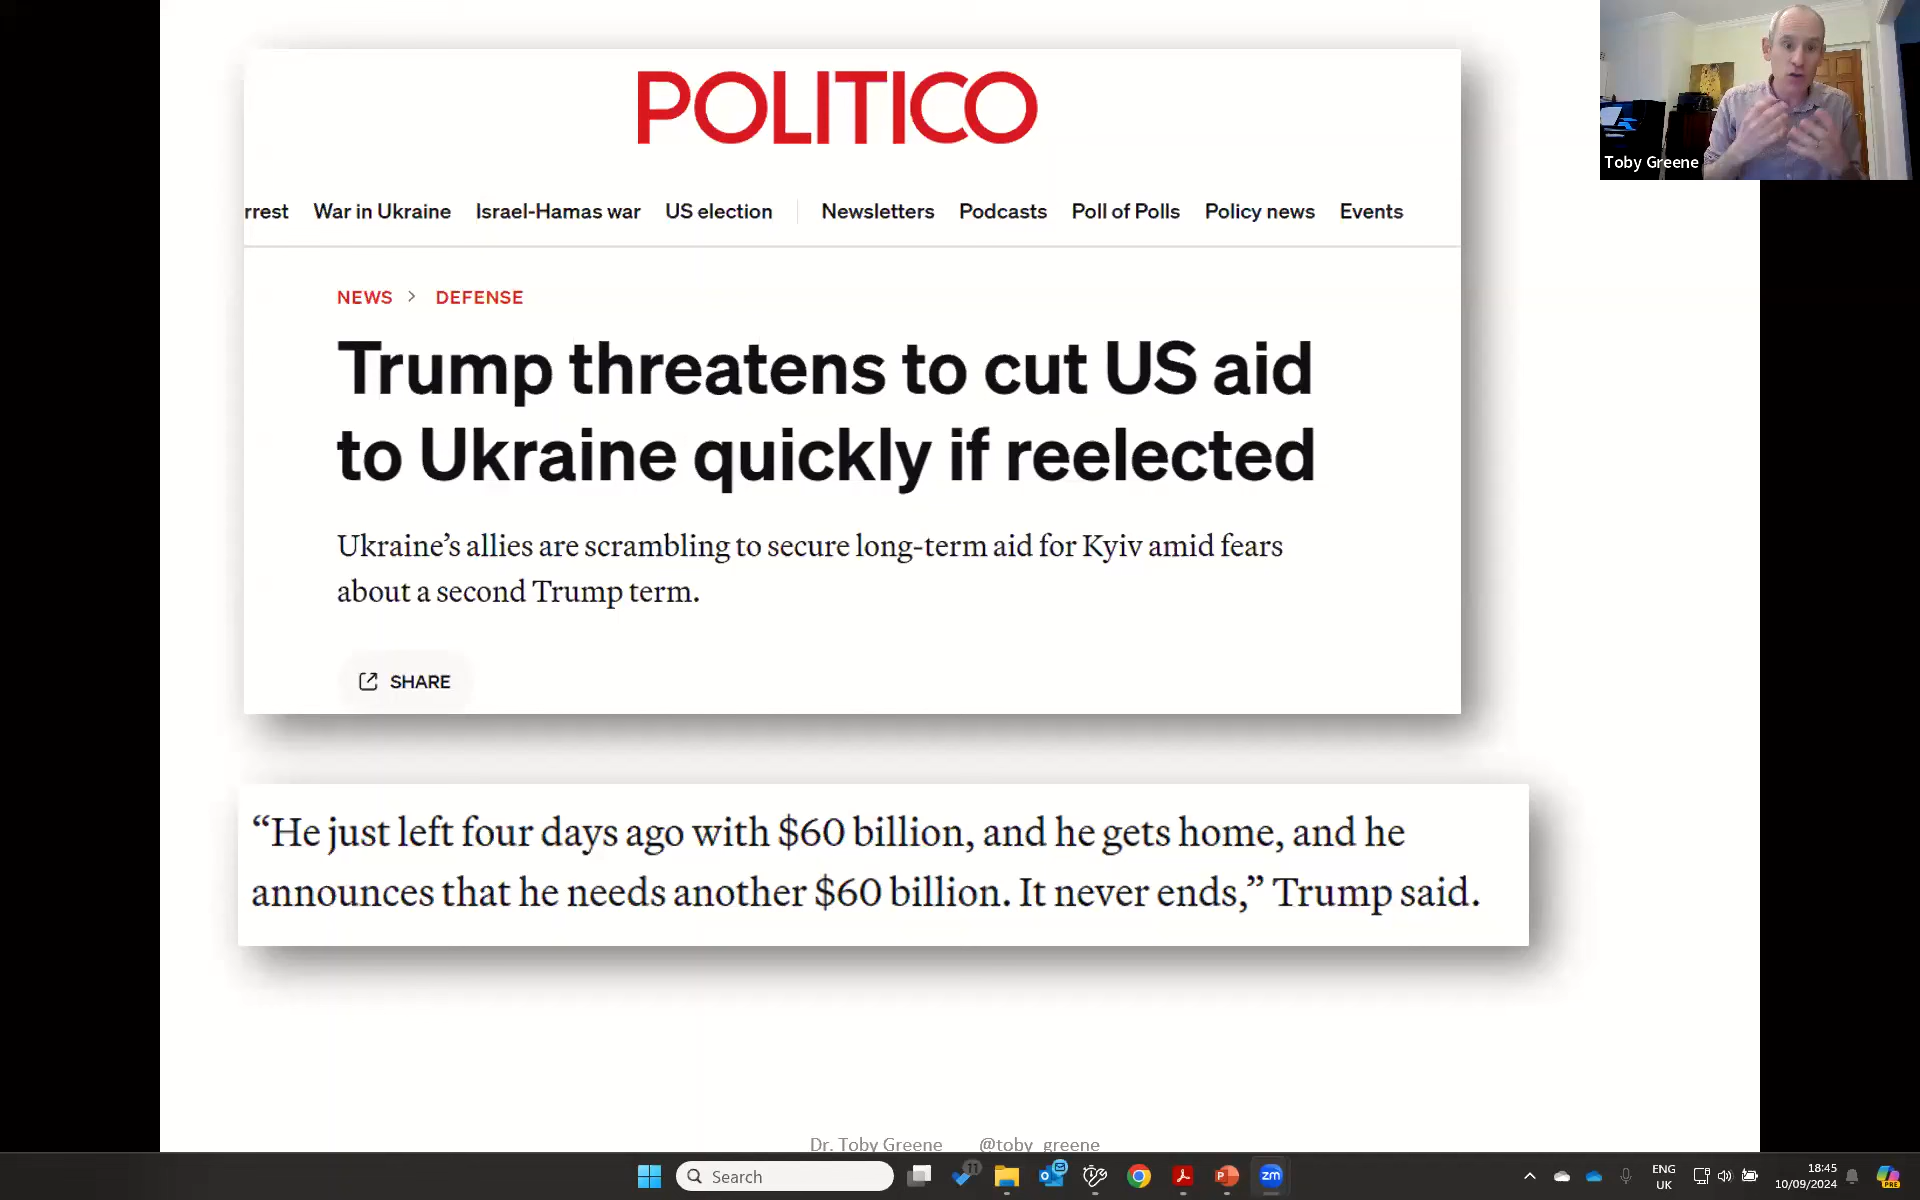 POLITICO
rrest War in Ukraine Israel-Hamas war US election Newsletters Podcasts Poll of Polls Policy news Events
NEWS > DEFENSE
Trump threatens to cut US aid
to Ukraine quickly if reelected
Ukraine’s allies are scrambling to secure long-term aid for Kyiv amid fears
about a second Trump term.
SHARE
“He just left four days ago with $60 billion, and he gets home, and he
announces that he needs another $60 billion. It never ends,” Trump said.
Toby Greene
Dr. Toby Greene @toby_greene
Search
11
zm
ENG
UK
18:45
10/09/2024
PRE